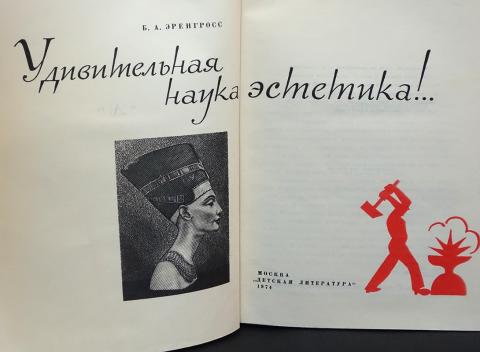 Б. А. ЭРЕНГРОСС
Удивительная
наука эстетика!..
МОСКВА
„ДЕТСКАЯ ЛИТЕРАТУРА“
1974